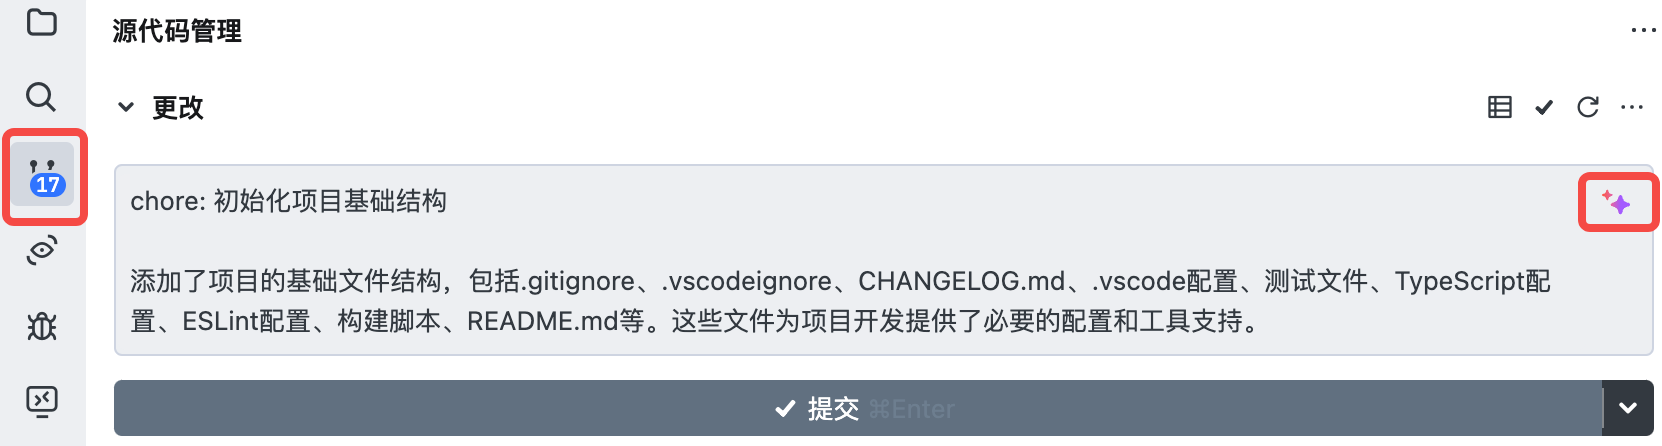 源代码管理
更改
17
chore: 初始化项目基础结构
添加了项目的基础文件结构，包括.gitignore、.vscodeignore、CHANGELOG.md、.vscode配置、测试文件、TypeScript配
置、ESLint配置、构建脚本、README.md等。这些文件为项目开发提供了必要的配置和工具支持。
提交 ⌘Enter